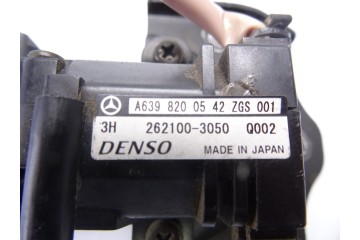 A639 820 05 42 ZGS 001
3H 262100-3050 Q002
DENSO MADE IN JAPAN